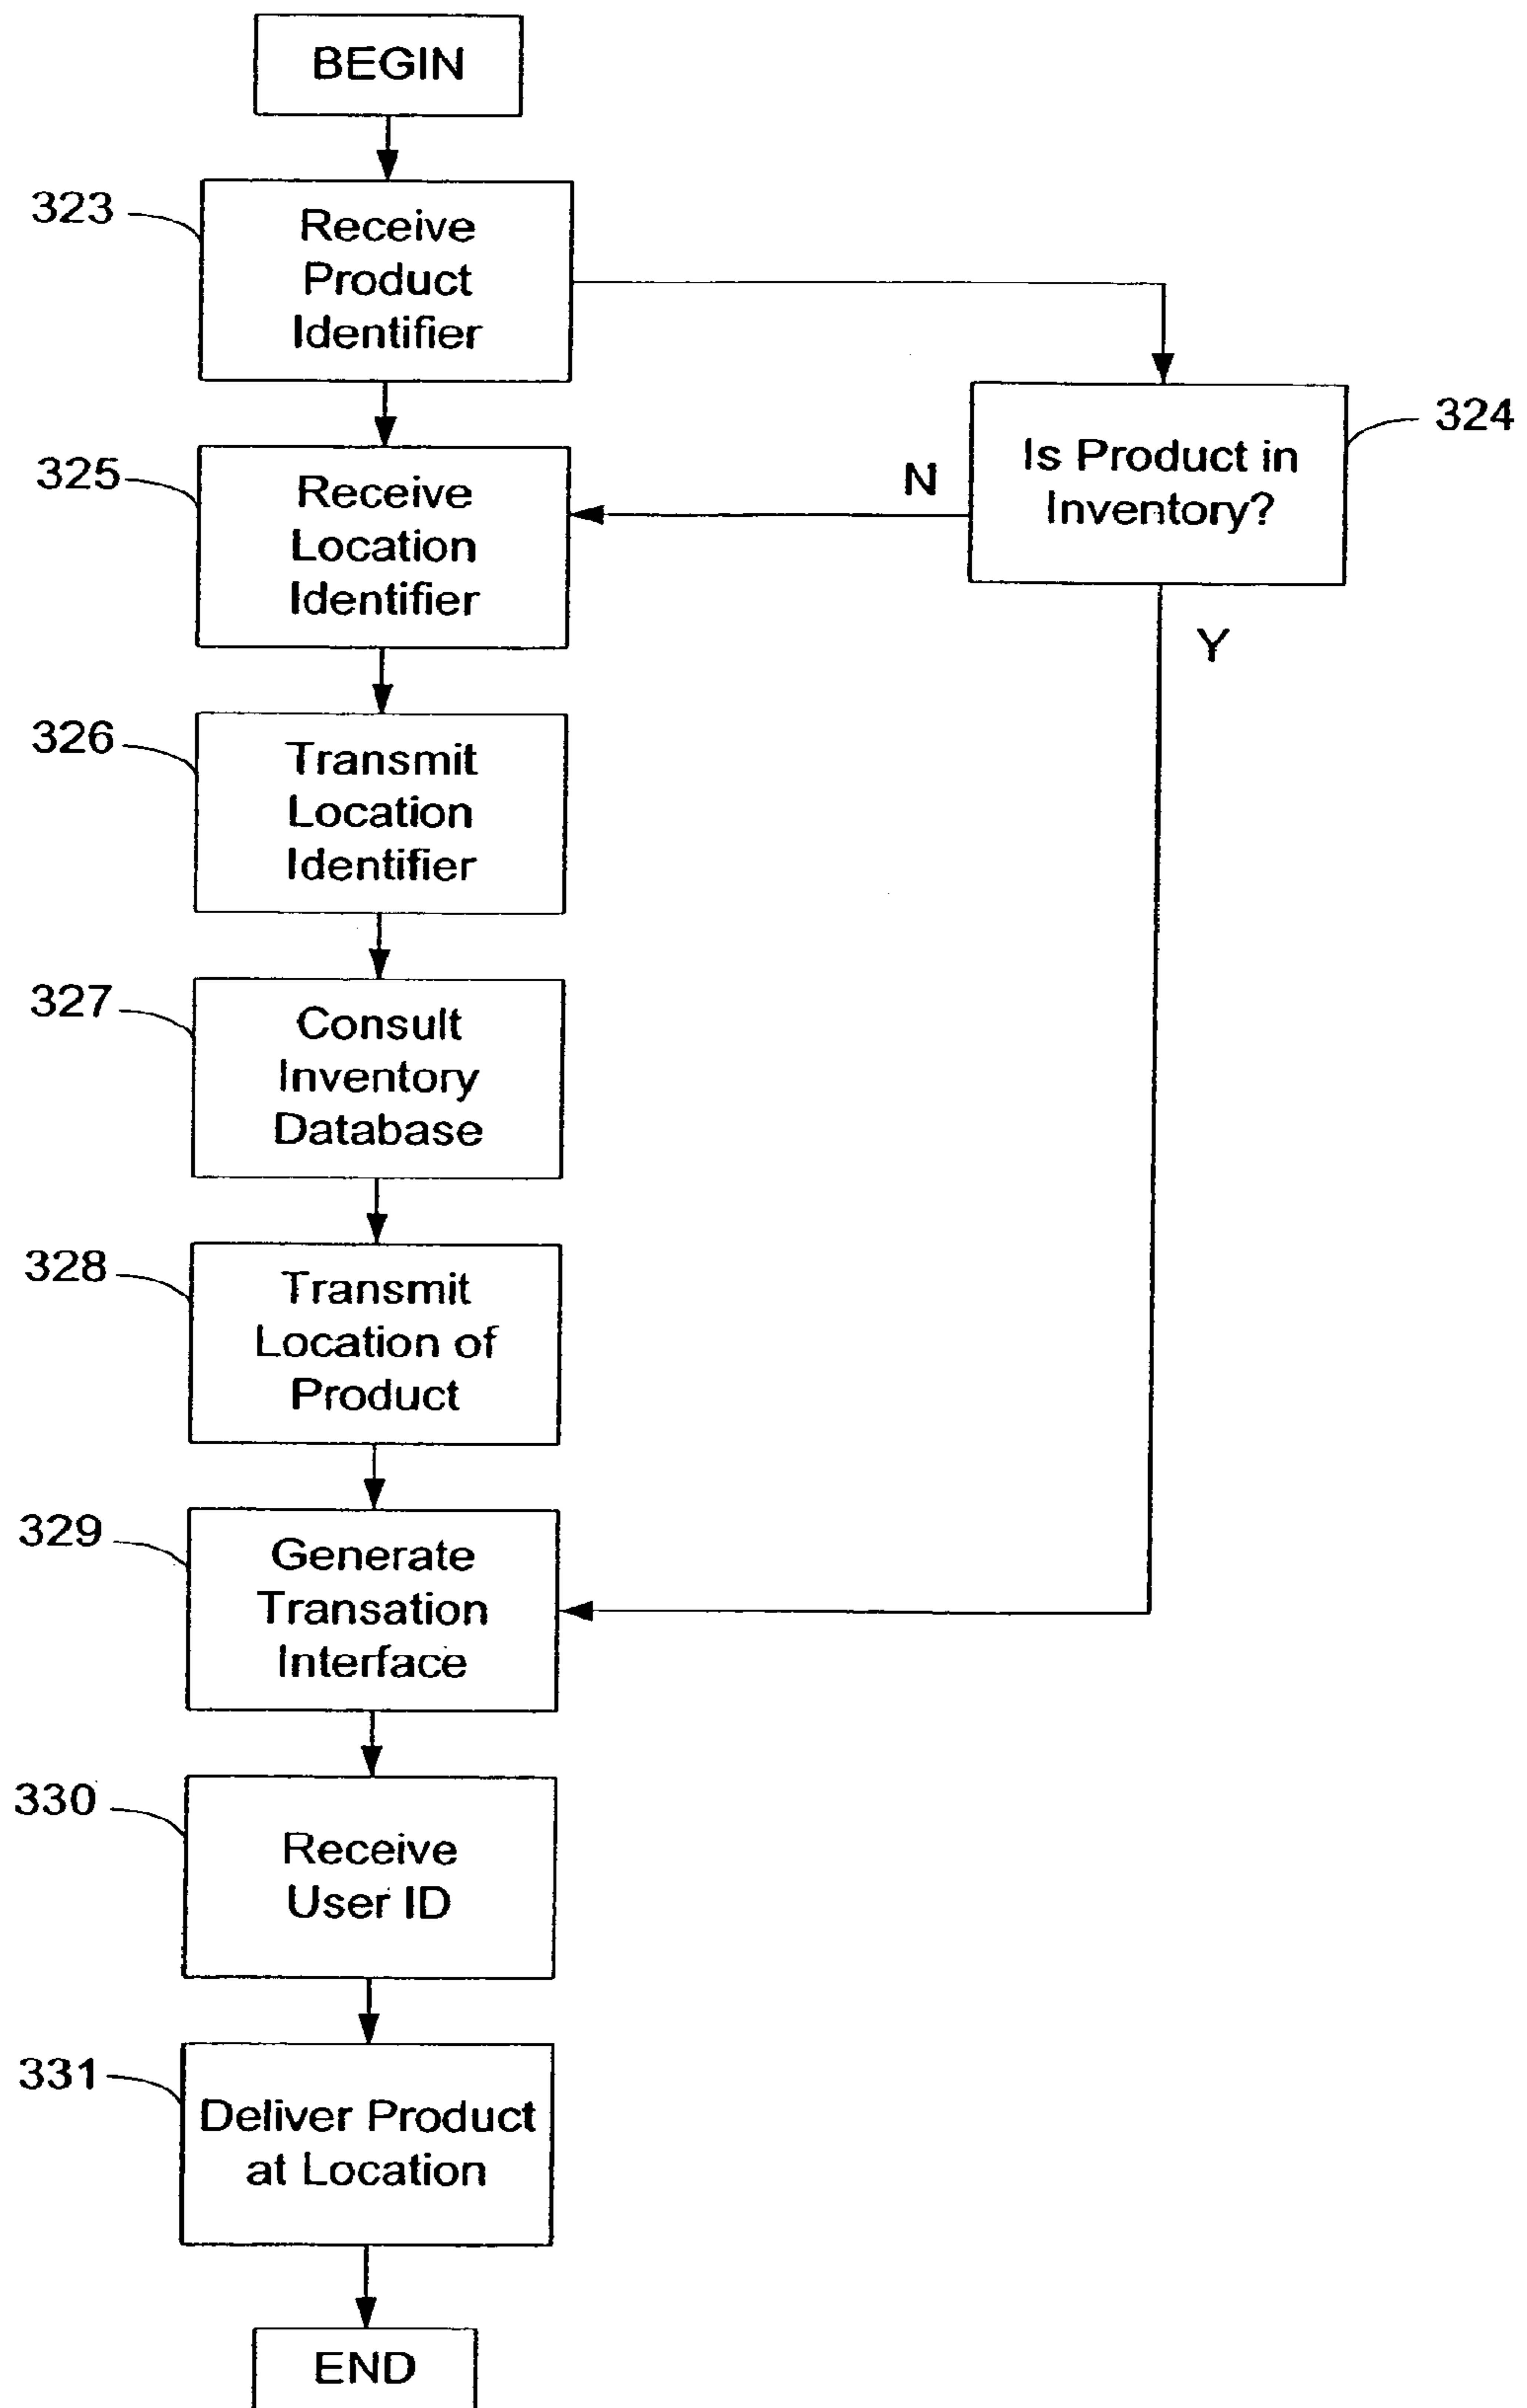 BEGIN
323
Receive
Product
Identifier
324
Is Product in
Inventory?
N
Y
325
Receive
Location
Identifier
326
Transmit
Location
Identifier
327
Consult
Inventory
Database
328
Transmit
Location of
Product
329
Generate
Transation
Interface
330
Receive
User ID
331
Deliver Product
at Location
END